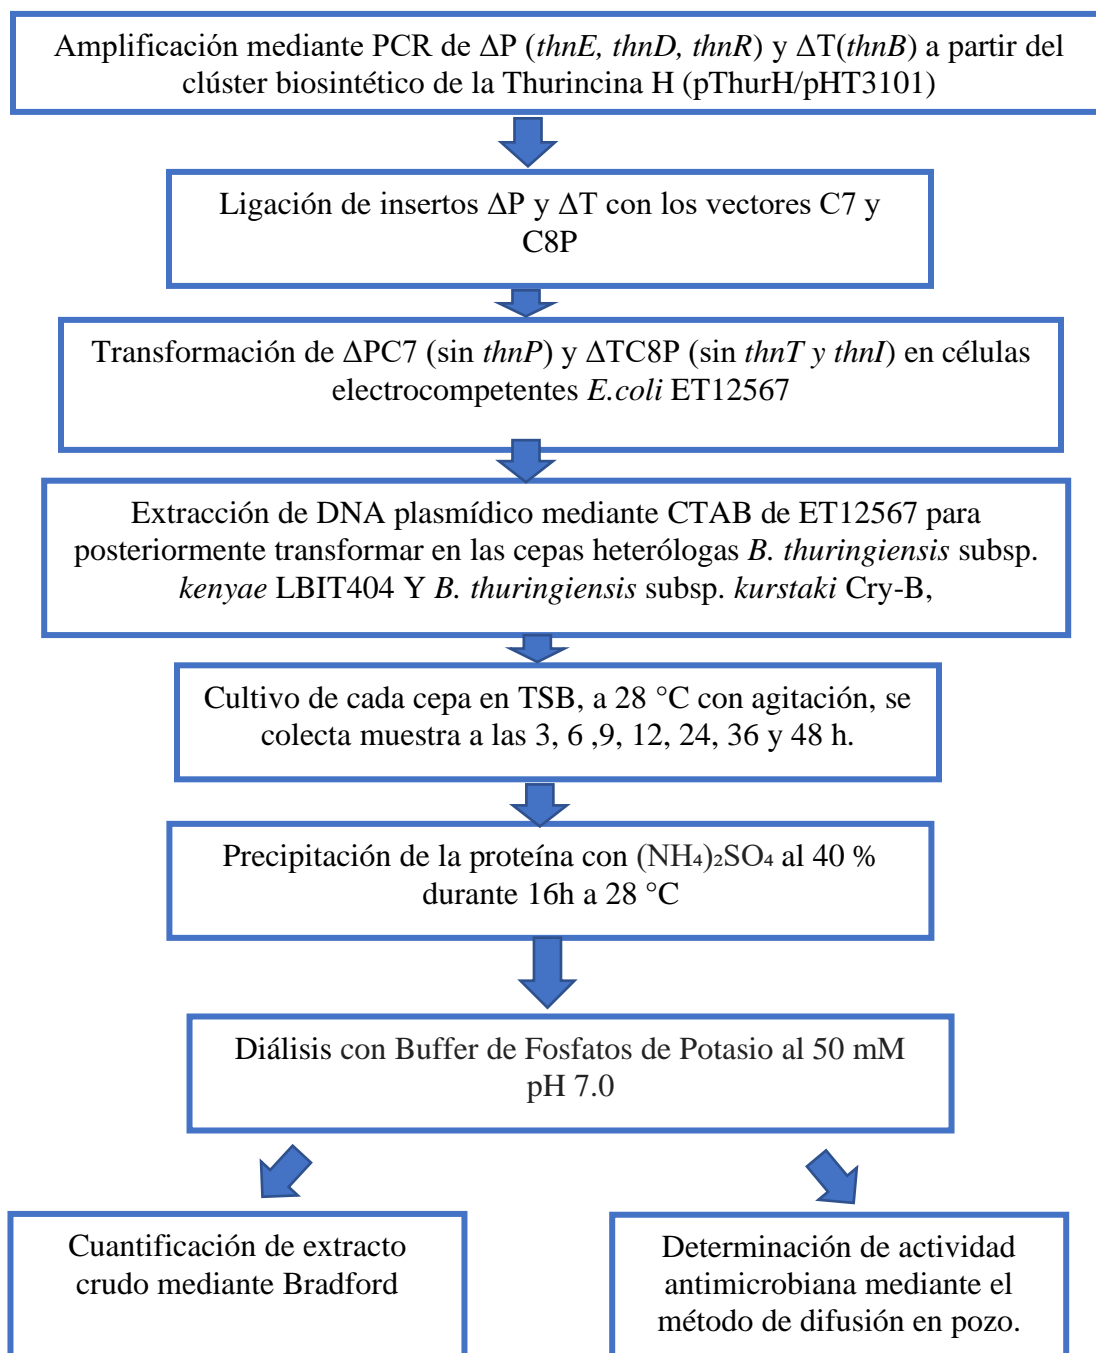 Amplificación mediante PCR de ΔP (thnE, thnD, thnR) y ΔT(thnB) a partir del
clúster biosintético de la Thurincina H (pThurH/pHT3101)
Ligación de insertos ΔP y ΔT con los vectores C7 y
C8P
Transformación de ΔPC7 (sin thnP) y ΔTC8P (sin thnT y thnI) en células
electrocompetentes E.coli ET12567
Extracción de DNA plasmídico mediante CTAB de ET12567 para
posteriormente transformar en las cepas heterólogas B. thuringiensis subsp.
kenyae LBIT404 Y B. thuringiensis subsp. kurstaki Cry-B,
Cultivo de cada cepa en TSB, a 28 °C con agitación, se
colecta muestra a las 3, 6 ,9, 12, 24, 36 y 48 h.
Precipitación de la proteína con (NH₄)₂SO₄ al 40 %
durante 16h a 28 °C
Diálisis con Buffer de Fosfatos de Potasio al 50 mM
pH 7.0
Cuantificación de extracto
crudo mediante Bradford
Determinación de actividad
antimicrobiana mediante el
método de difusión en pozo.